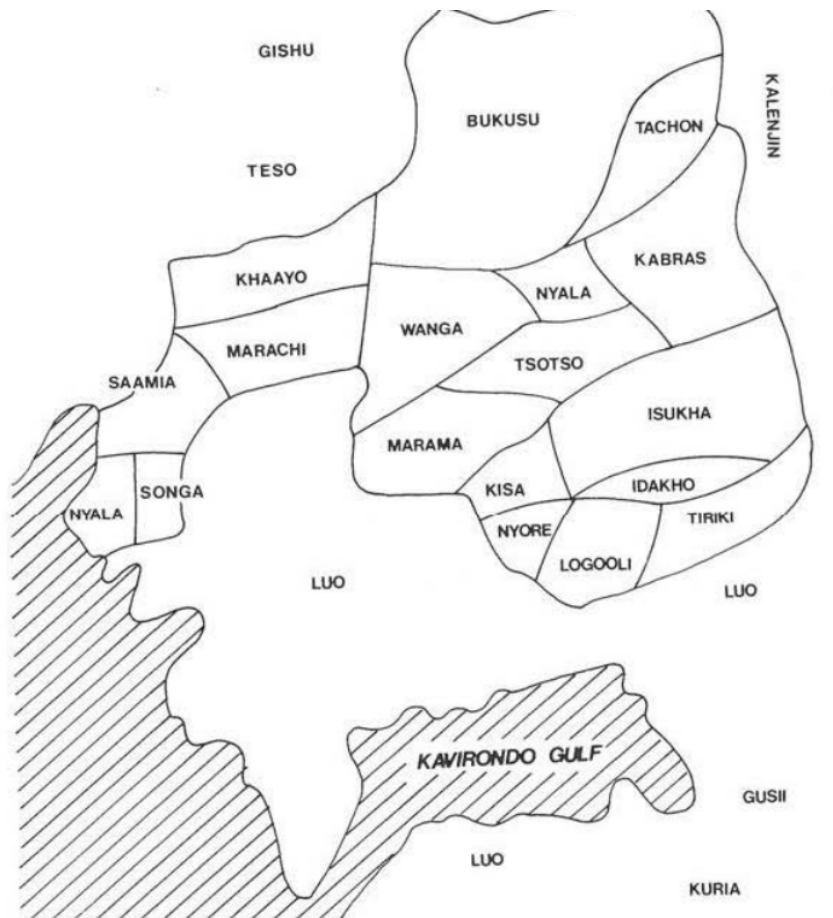 GISHU
BUKUSU
KALENJIN
TACHON
TESO
KABRAS
KHAAYO
NYALA
WANGA
MARACHI
TSOTSO
SAAMIA
ISUKHA
MARAMA
KISA
IDAKHO
SONGA
NYALA
TIRIKI
NYORE
LOGOOLI
LUO
LUO
KAVIRONDO GULF
GUSII
LUO
KURIA